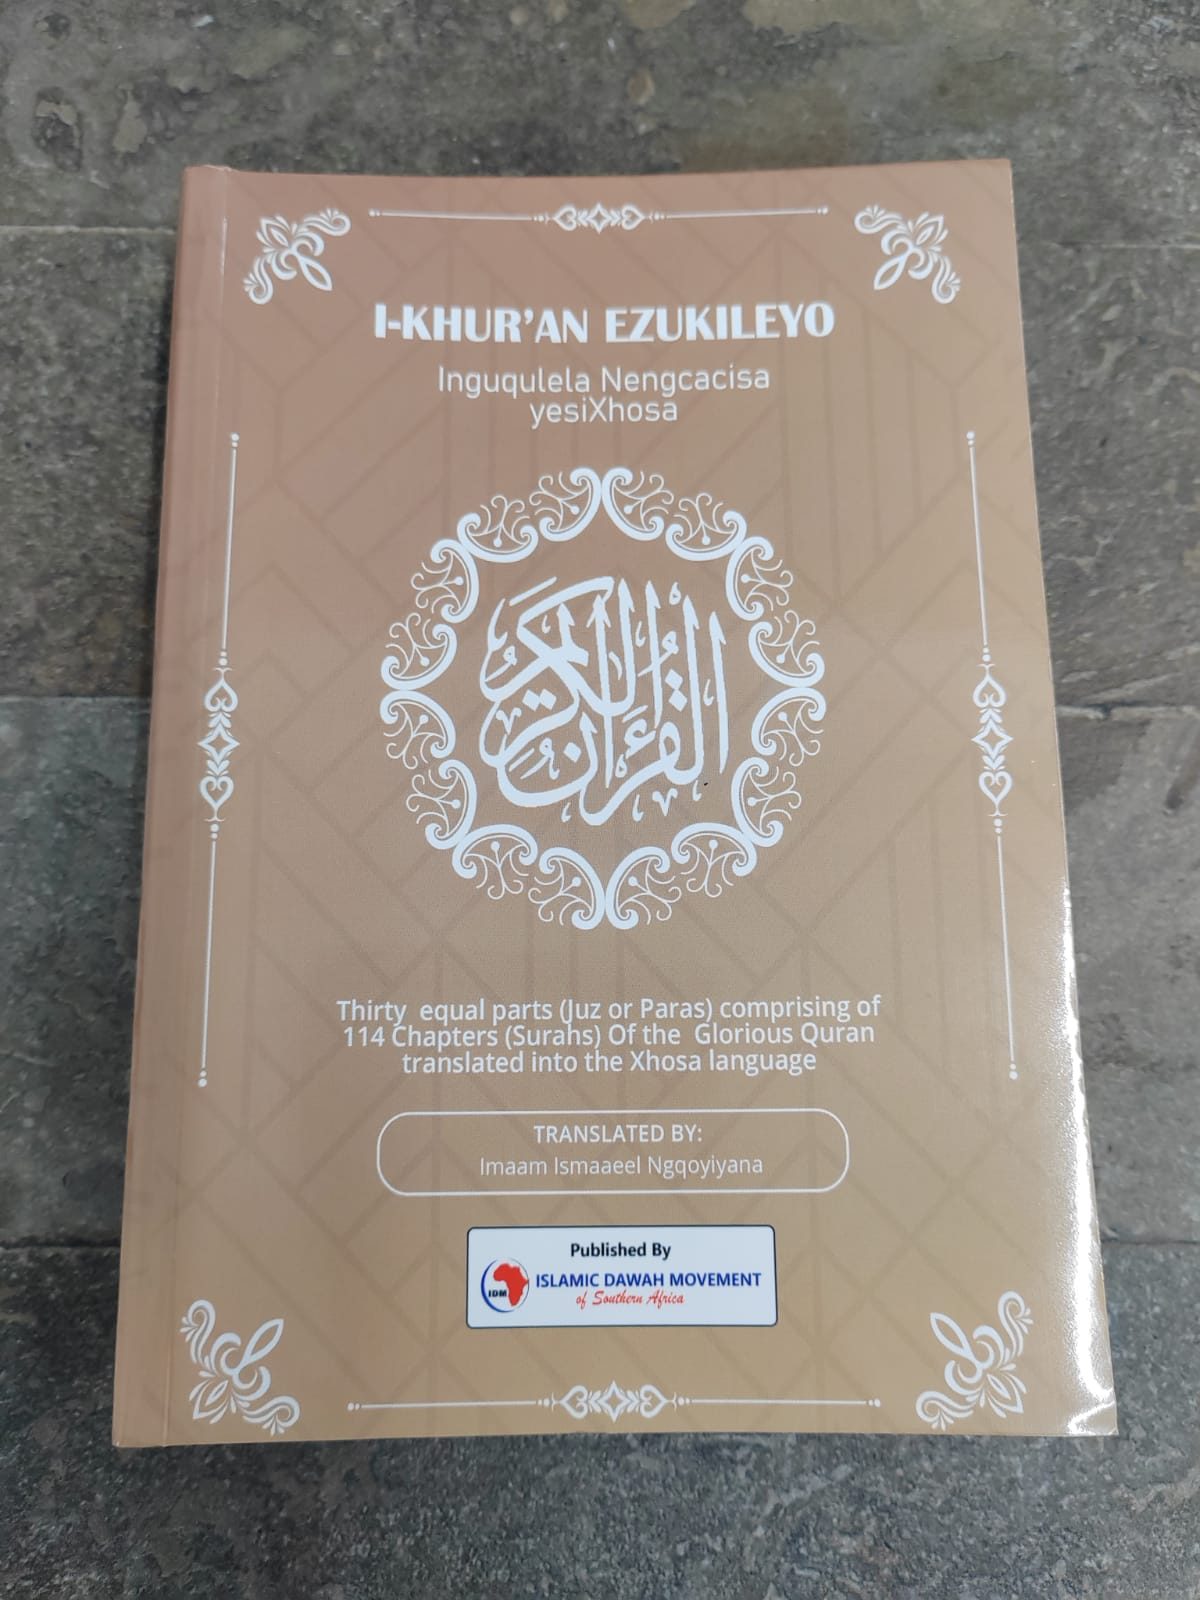 I-KHUR'AN EZUKILEYO
Inguqulela Nengcacisa
yesiXhosa
القرآن الكريم
Thirty equal parts (Juz or Paras) comprising of
114 Chapters (Surahs) Of the Glorious Quran
translated into the Xhosa language
TRANSLATED BY:
Imaam Ismaaeel Ngqoyiyana
Published By
IDM
ISLAMIC DAWAH MOVEMENT
of Southern Africa